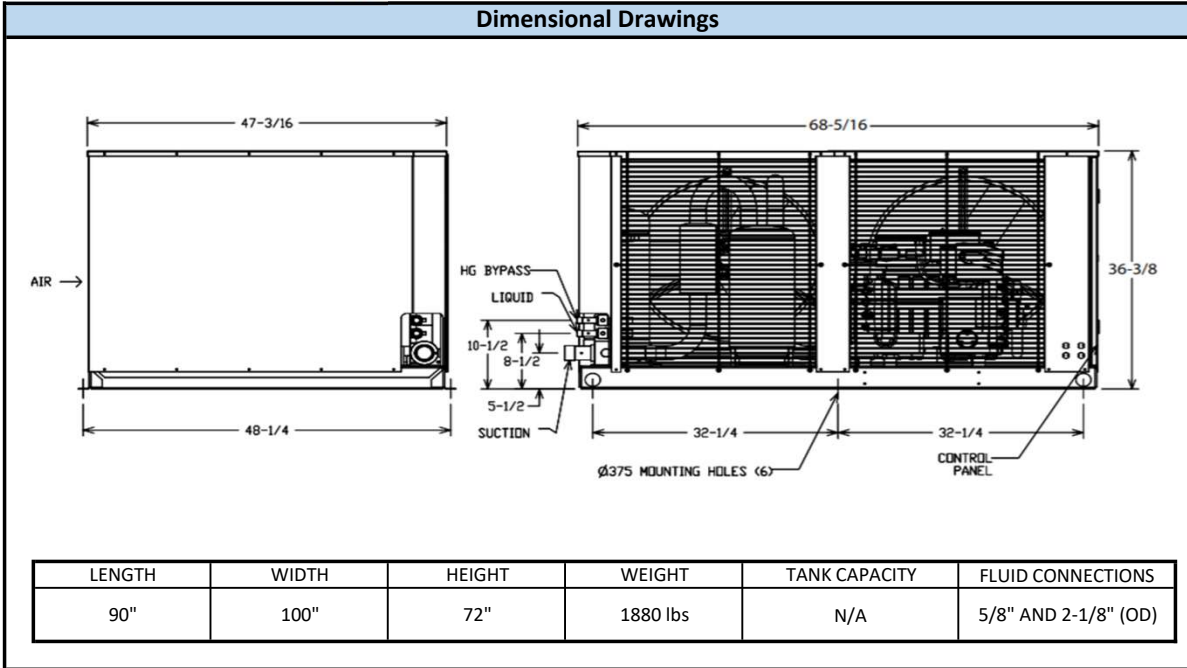 Dimensional Drawings
47-3/16
68-5/16
AIR
HG BYPASS
LIQUID
36-3/8
10-1/2
8-1/2
5-1/2
SUCTION
48-1/4
32-1/4
32-1/4
CONTROL
PANEL
Ø375 MOUNTING HOLES (6)
LENGTH WIDTH HEIGHT WEIGHT TANK CAPACITY FLUID CONNECTIONS
90" 100" 72" 1880 lbs N/A 5/8" AND 2-1/8" (OD)